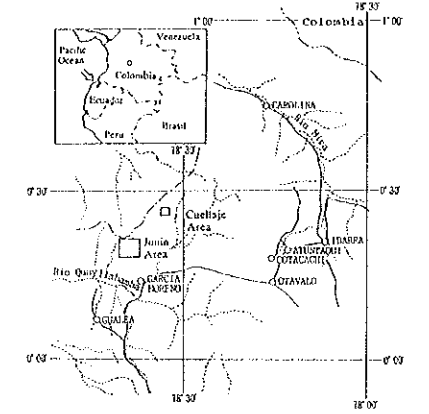 78°30'
1°00'
Colombia
1°00'
Venezuela
Pacific
Ocean
Colombia
Ecuador
Peru
Brasil
CAROLINA
Rio Mira
78°30'
0°30'
0°30'
Cuellaje
Area
Junin
Area
IBARRA
ATUNTAQUI
COTACACHI
OTAVALO
Rio Guayllabamba
GARCIA
MORENO
GUALEA
0°00'
0°00'
78°30'
78°00'